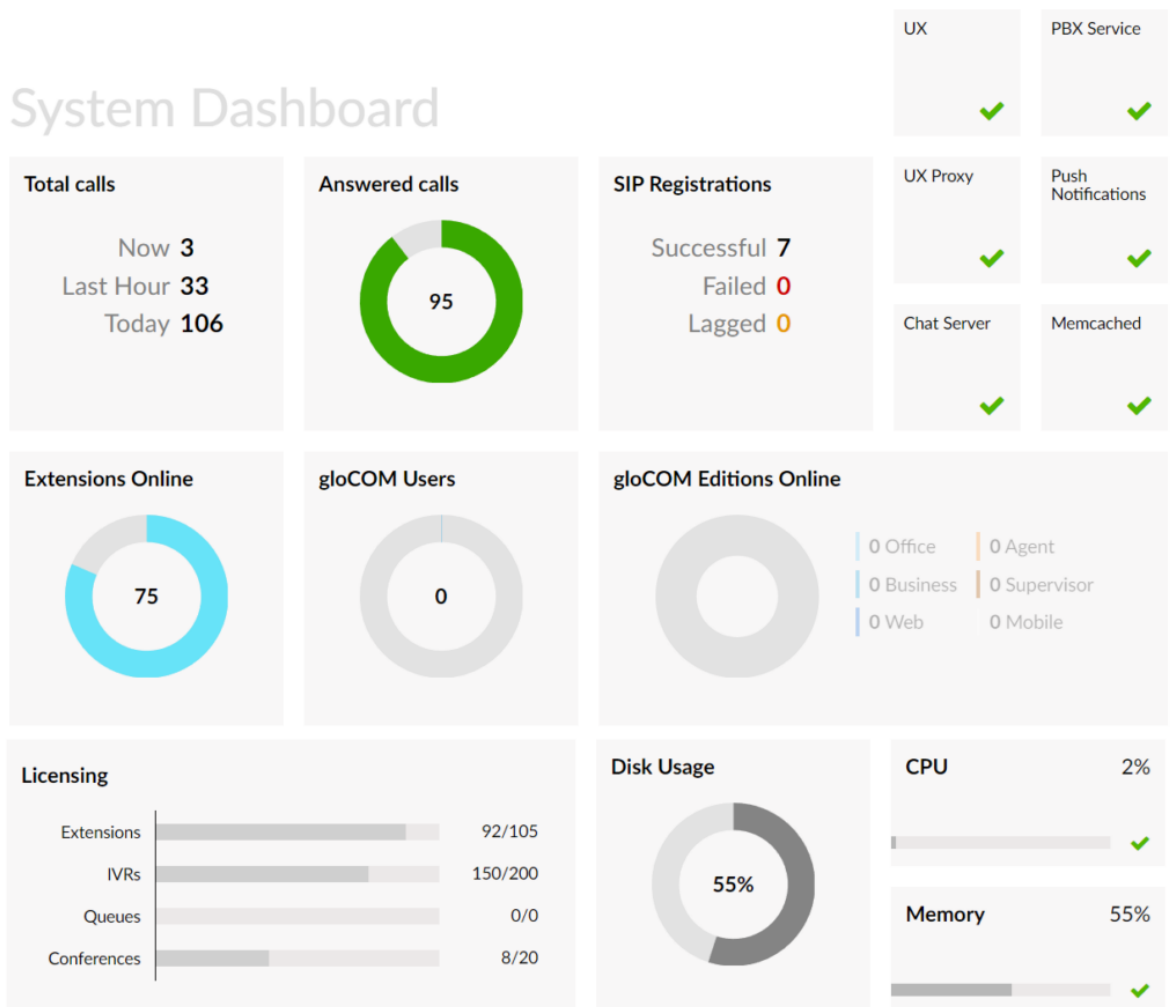 UX
PBX Service
System Dashboard
Total calls
Now 3
Last Hour 33
Today 106
Answered calls
95
SIP Registrations
Successful 7
Failed 0
Lagged 0
UX Proxy
Push
Notifications
Chat Server
Memcached
Extensions Online
75
gloCOM Users
0
gloCOM Editions Online
0 Office
0 Agent
0 Business
0 Supervisor
0 Web
0 Mobile
Licensing
Extensions 92/105
IVRs 150/200
Queues 0/0
Conferences 8/20
Disk Usage
55%
CPU 2%
Memory 55%